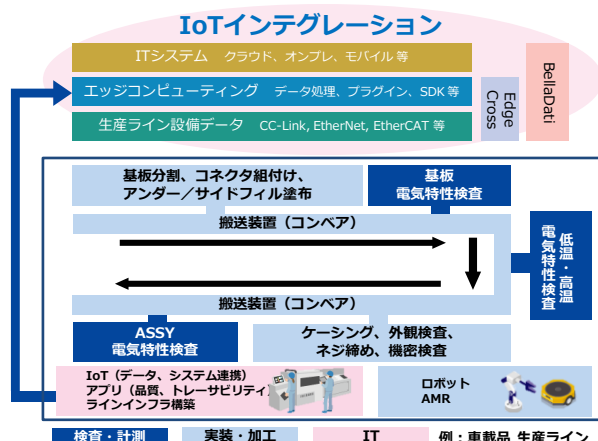 IoTインテグレーション
ITシステム クラウド、オンプレ、モバイル 等
エッジコンピューティング データ処理、プラグイン、SDK 等
生産ライン設備データ CC-Link, EtherNet, EtherCAT 等
Edge
Cross
BellaDati
基板分割、コネクタ組付け、
アンダー／サイドフィル塗布
基板
電気特性検査
搬送装置（コンベア）
低温・高温
電気特性検査
搬送装置（コンベア）
ASSY
電気特性検査
ケーシング、外観検査、
ネジ締め、機密検査
IoT（データ、システム連携）
アプリ（品質、トレーサビリティ）
ラインインフラ構築
ロボット
AMR
検査・計測
実装・加工
IT
例：車載品 生産ライン